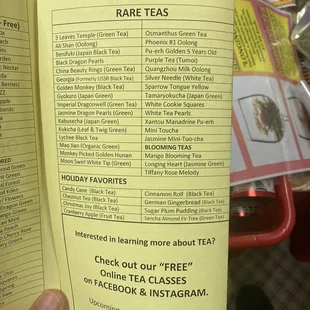 RARE TEAS
3 Leaves Temple (Green Tea)
Ali Shan (Oolong)
Benifuki (Japan Black Tea)
Black Dragon Pearls
China Beauty Rings (Green Tea)
Georgia (Formerly USSR Black Tea)
Golden Monkey (Black Tea)
Gyokuro (Japan Green)
Imperial Dragonwell (Green Tea)
Jasmine Dragon Pearls (Green)
Kabusecha (Japan Green)
Kukicha (Leaf & Twig Green)
Lychee Black Tea
Mao Jian (Organic Green)
Monkey Picked Golden Hunan
Moon Swirl White Tip (Green)
Osmanthus Green Tea
Phoenix #1 Oolong
Pu-erh Golden 5 Years Old
Purple Tea (Tumoi)
Quangzhou Milk Oolong
Silver Needle (White Tea)
Sparrow Tongue Yellow
Tamaryokucha (Japan Green)
White Cookie Squares
White Tea Pearls
Xantou Manadrine Pu-erh
Mini Toucha
Jasmine Mini-Tuo-cha
BLOOMING TEAS
Mango Blooming Tea
Longing Heart (Jasmine Green)
Tiffany Rose Melody
HOLIDAY FAVORITES
Candy Cane (Black Tea)
Chestnut Tea (Black Tea)
Christmas Joy (Black Tea)
Cranberry Apple (Fruit Tea)
Cinnamon Roll (Black Tea)
German Gingerbread (Black Tea)
Sugar Plum Pudding (Black Tea)
Sencha Almond Fir Tree (Green)
Interested in learning more about TEA?
Check out our "FREE"
Online TEA CLASSES
on FACEBOOK & INSTAGRAM.
Upcoming